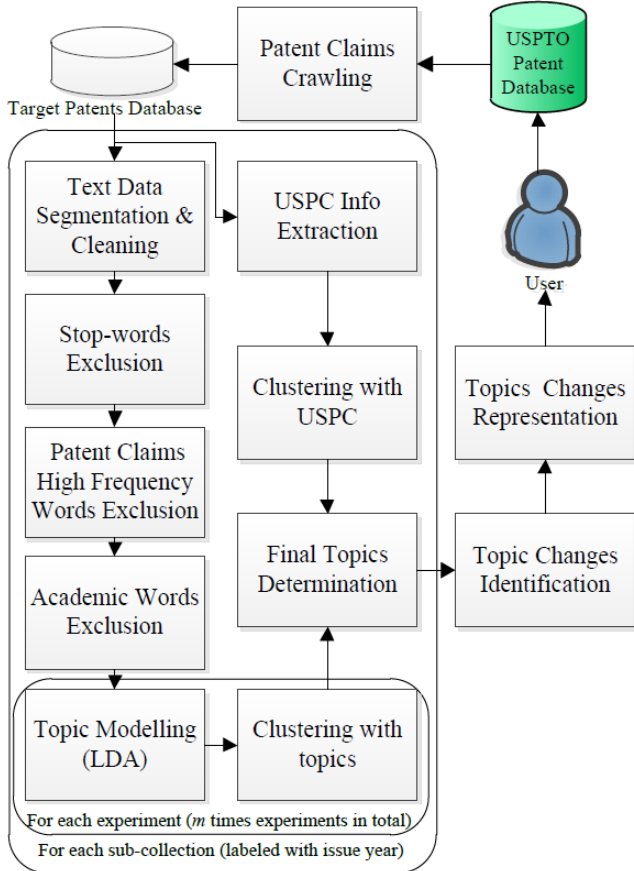 Patent Claims
Crawling
USPTO
Patent
Database
Target Patents Database
Text Data
Segmentation &
Cleaning
USPC Info
Extraction
User
Stop-words
Exclusion
Clustering with
USPC
Topics Changes
Representation
Patent Claims
High Frequency
Words Exclusion
Final Topics
Determination
Topic Changes
Identification
Academic Words
Exclusion
Topic Modelling
(LDA)
Clustering with
topics
For each experiment (m times experiments in total)
For each sub-collection (labeled with issue year)